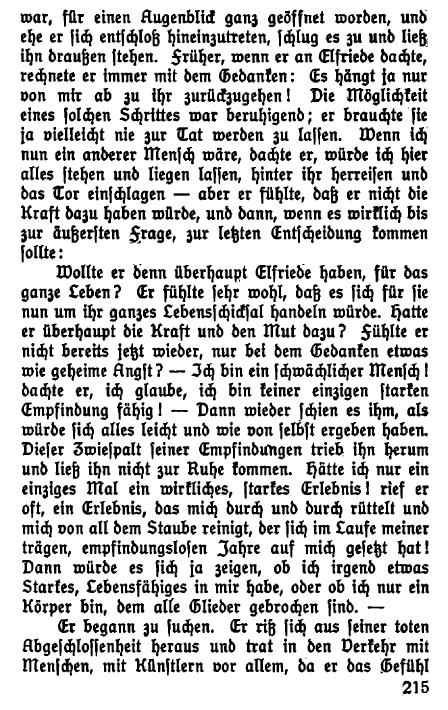 war, für einen Augenblick ganz geöffnet worden, und
ehe er sich entschloß hineinzutreten, schlug es zu und ließ
ihn draußen stehen. Früher, wenn er an Elfriede dachte,
rechnete er immer mit dem Gedanken: Es hängt ja nur
von mir ab zu ihr zurückzugehen! Die Möglichkeit
eines solchen Schrittes war beruhigend; er brauchte sie
ja vielleicht nie zur Tat werden zu lassen. Wenn ich
nun ein anderer Mensch wäre, dachte er, würde ich hier
alles stehen und liegen lassen, hinter ihr herreisen und
das Tor einschlagen — aber er fühlte, daß er nicht die
Kraft dazu haben würde, und dann, wenn es wirklich bis
zur äußersten Frage, zur letzten Entscheidung kommen
sollte:
Wollte er denn überhaupt Elfriede haben, für das
ganze Leben? Er fühlte sehr wohl, daß es sich für sie
nun um ihr ganzes Lebensschicksal handeln würde. Hatte
er überhaupt die Kraft und den Mut dazu? Fühlte er
nicht bereits jetzt wieder, nur bei dem Gedanken etwas
wie geheime Angst? — Ich bin ein schwächlicher Mensch!
dachte er, ich glaube, ich bin keiner einzigen starken
Empfindung fähig! — Dann wieder schien es ihm, als
würde sich alles leicht und wie von selbst ergeben haben.
Dieser Zwiespalt seiner Empfindungen trieb ihn herum
und ließ ihn nicht zur Ruhe kommen. Hätte ich nur ein
einziges Mal ein wirkliches, starkes Erlebnis! rief er
oft, ein Erlebnis, das mich durch und durch rüttelt und
mich von all dem Staube reinigt, der sich im Laufe meiner
trägen, empfindungslosen Jahre auf mich gesetzt hat!
Dann würde es sich ja zeigen, ob ich irgend etwas
Starkes, Lebensfähiges in mir habe, oder ob ich nur ein
Körper bin, dem alle Glieder gebrochen sind. —
Er begann zu suchen. Er riß sich aus seiner toten
Abgeschlossenheit heraus und trat in den Verkehr mit
Menschen, mit Künstlern vor allem, da er das Gefühl
215